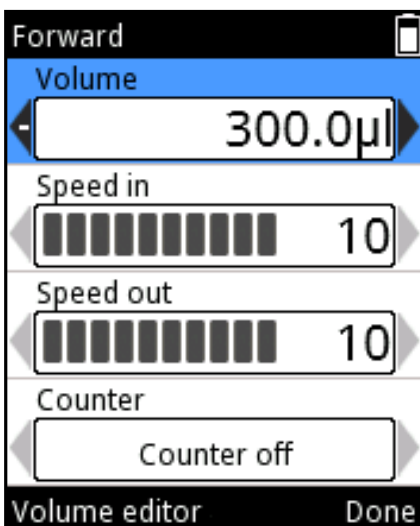 Forward
Volume
- 300.0µl
Speed in
10
Speed out
10
Counter
Counter off
Volume editor Done